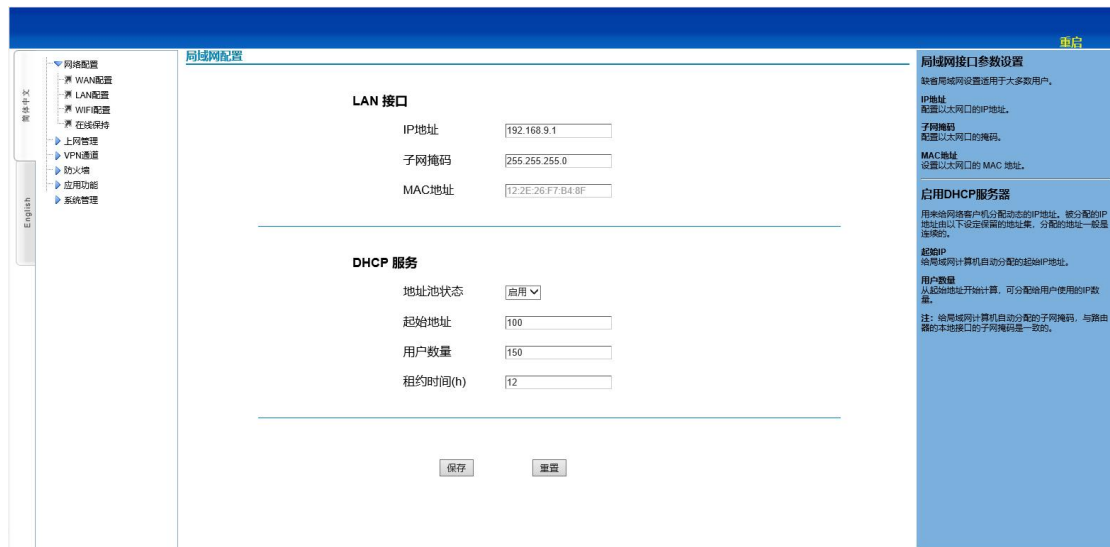 重启
简体中文
English
网络配置
WAN配置
LAN配置
WIFI配置
在线保持
上网管理
VPN通道
防火墙
应用功能
系统管理
局域网配置
LAN 接口
IP地址 192.168.9.1
子网掩码 255.255.255.0
MAC地址 12:2E:26:F7:B4:8F
DHCP 服务
地址池状态 启用
起始地址 100
用户数量 150
租约时间(h) 12
保存 重置
局域网接口参数设置
缺省局域网设置适用于大多数用户。
IP地址
配置以太网口的IP地址。
子网掩码
配置以太网口的掩码。
MAC地址
设置以太网口的 MAC 地址。
启用DHCP服务器
用来给网络客户机分配动态的IP地址。被分配的IP
地址由以下设定保留的地址集，分配的地址一般是
连续的。
起始IP
给局域网计算机自动分配的起始IP地址。
用户数量
从起始地址开始计算，可分配给用户使用的IP数
量。
注：给局域网计算机自动分配的子网掩码，与路由
器的本地接口的子网掩码是一致的。